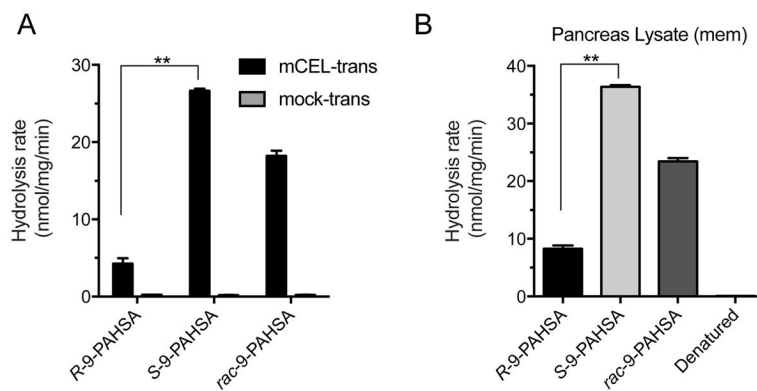 A
Hydrolysis rate
(nmol/mg/min)
30
20
10
0
**
mCEL-trans
mock-trans
R-9-PAHSA
S-9-PAHSA
rac-9-PAHSA
B
Pancreas Lysate (mem)
Hydrolysis rate
(nmol/mg/min)
40
30
20
10
0
**
R-9-PAHSA
S-9-PAHSA
rac-9-PAHSA
Denatured